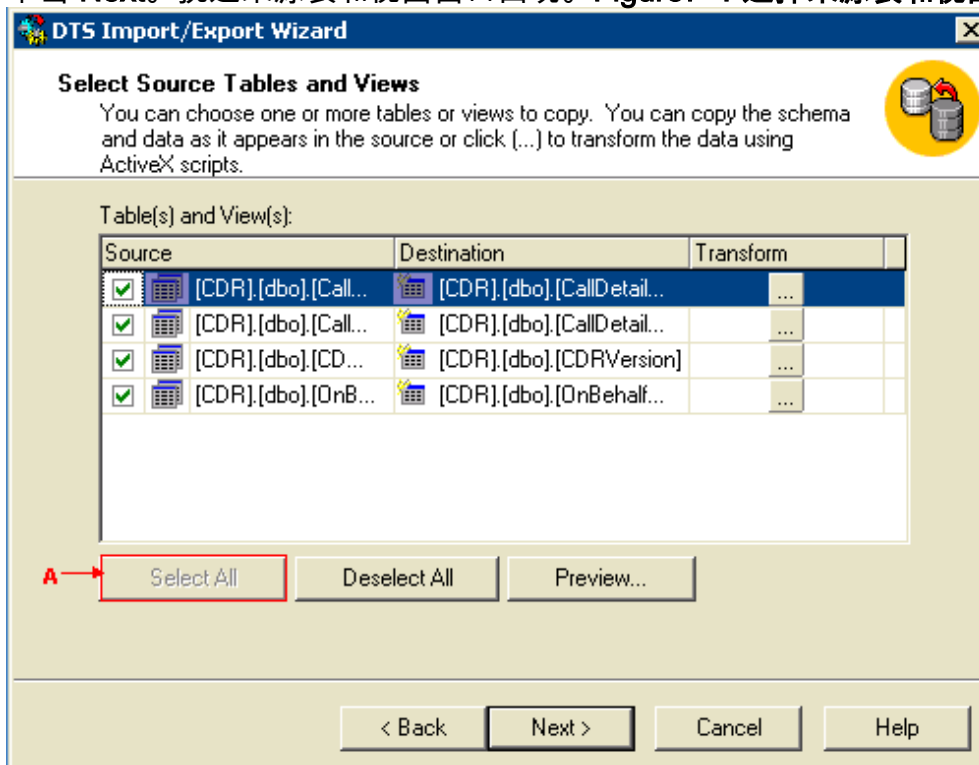 DTS Import/Export Wizard
Select Source Tables and Views
You can choose one or more tables or views to copy. You can copy the schema
and data as it appears in the source or click (...) to transform the data using
ActiveX scripts.
Table(s) and View(s):
Source Destination Transform
[CDR].[dbo].[Call... [CDR].[dbo].[CallDetail... ...
[CDR].[dbo].[Call... [CDR].[dbo].[CallDetail... ...
[CDR].[dbo].[CD... [CDR].[dbo].[CDRVersion] ...
[CDR].[dbo].[OnB... [CDR].[dbo].[OnBehalf... ...
A Select All Deselect All Preview...
< Back Next > Cancel Help